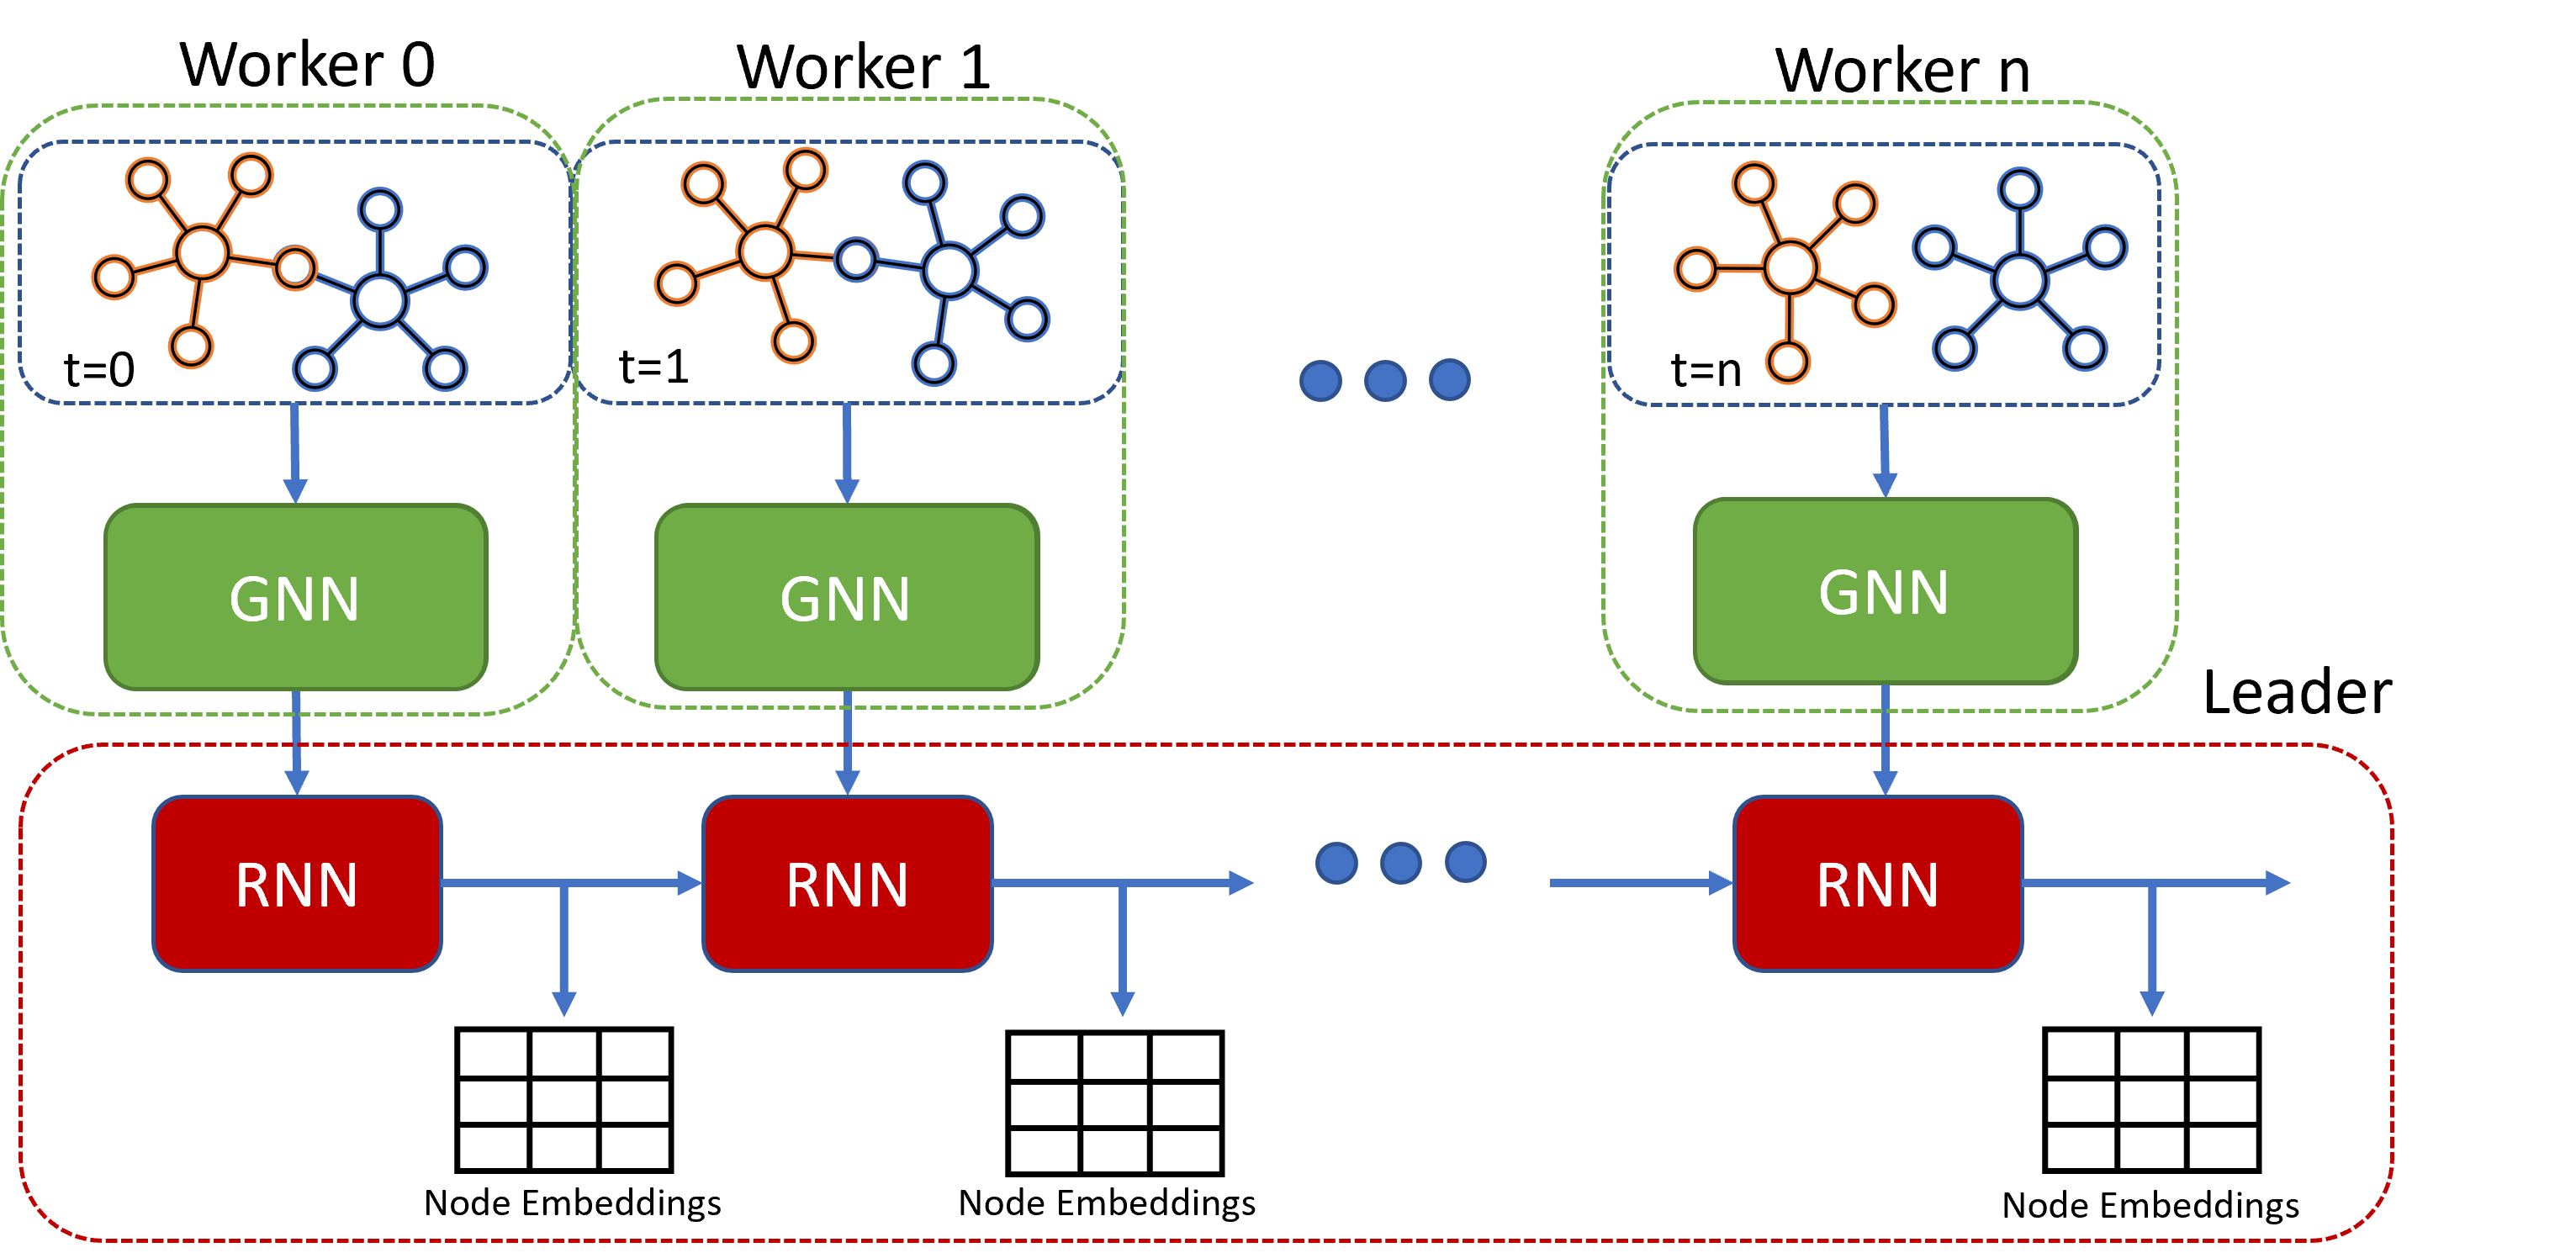 Worker 0
Worker 1
Worker n
t=0
t=1
t=n
GNN
GNN
GNN
Leader
RNN
RNN
RNN
Node Embeddings
Node Embeddings
Node Embeddings